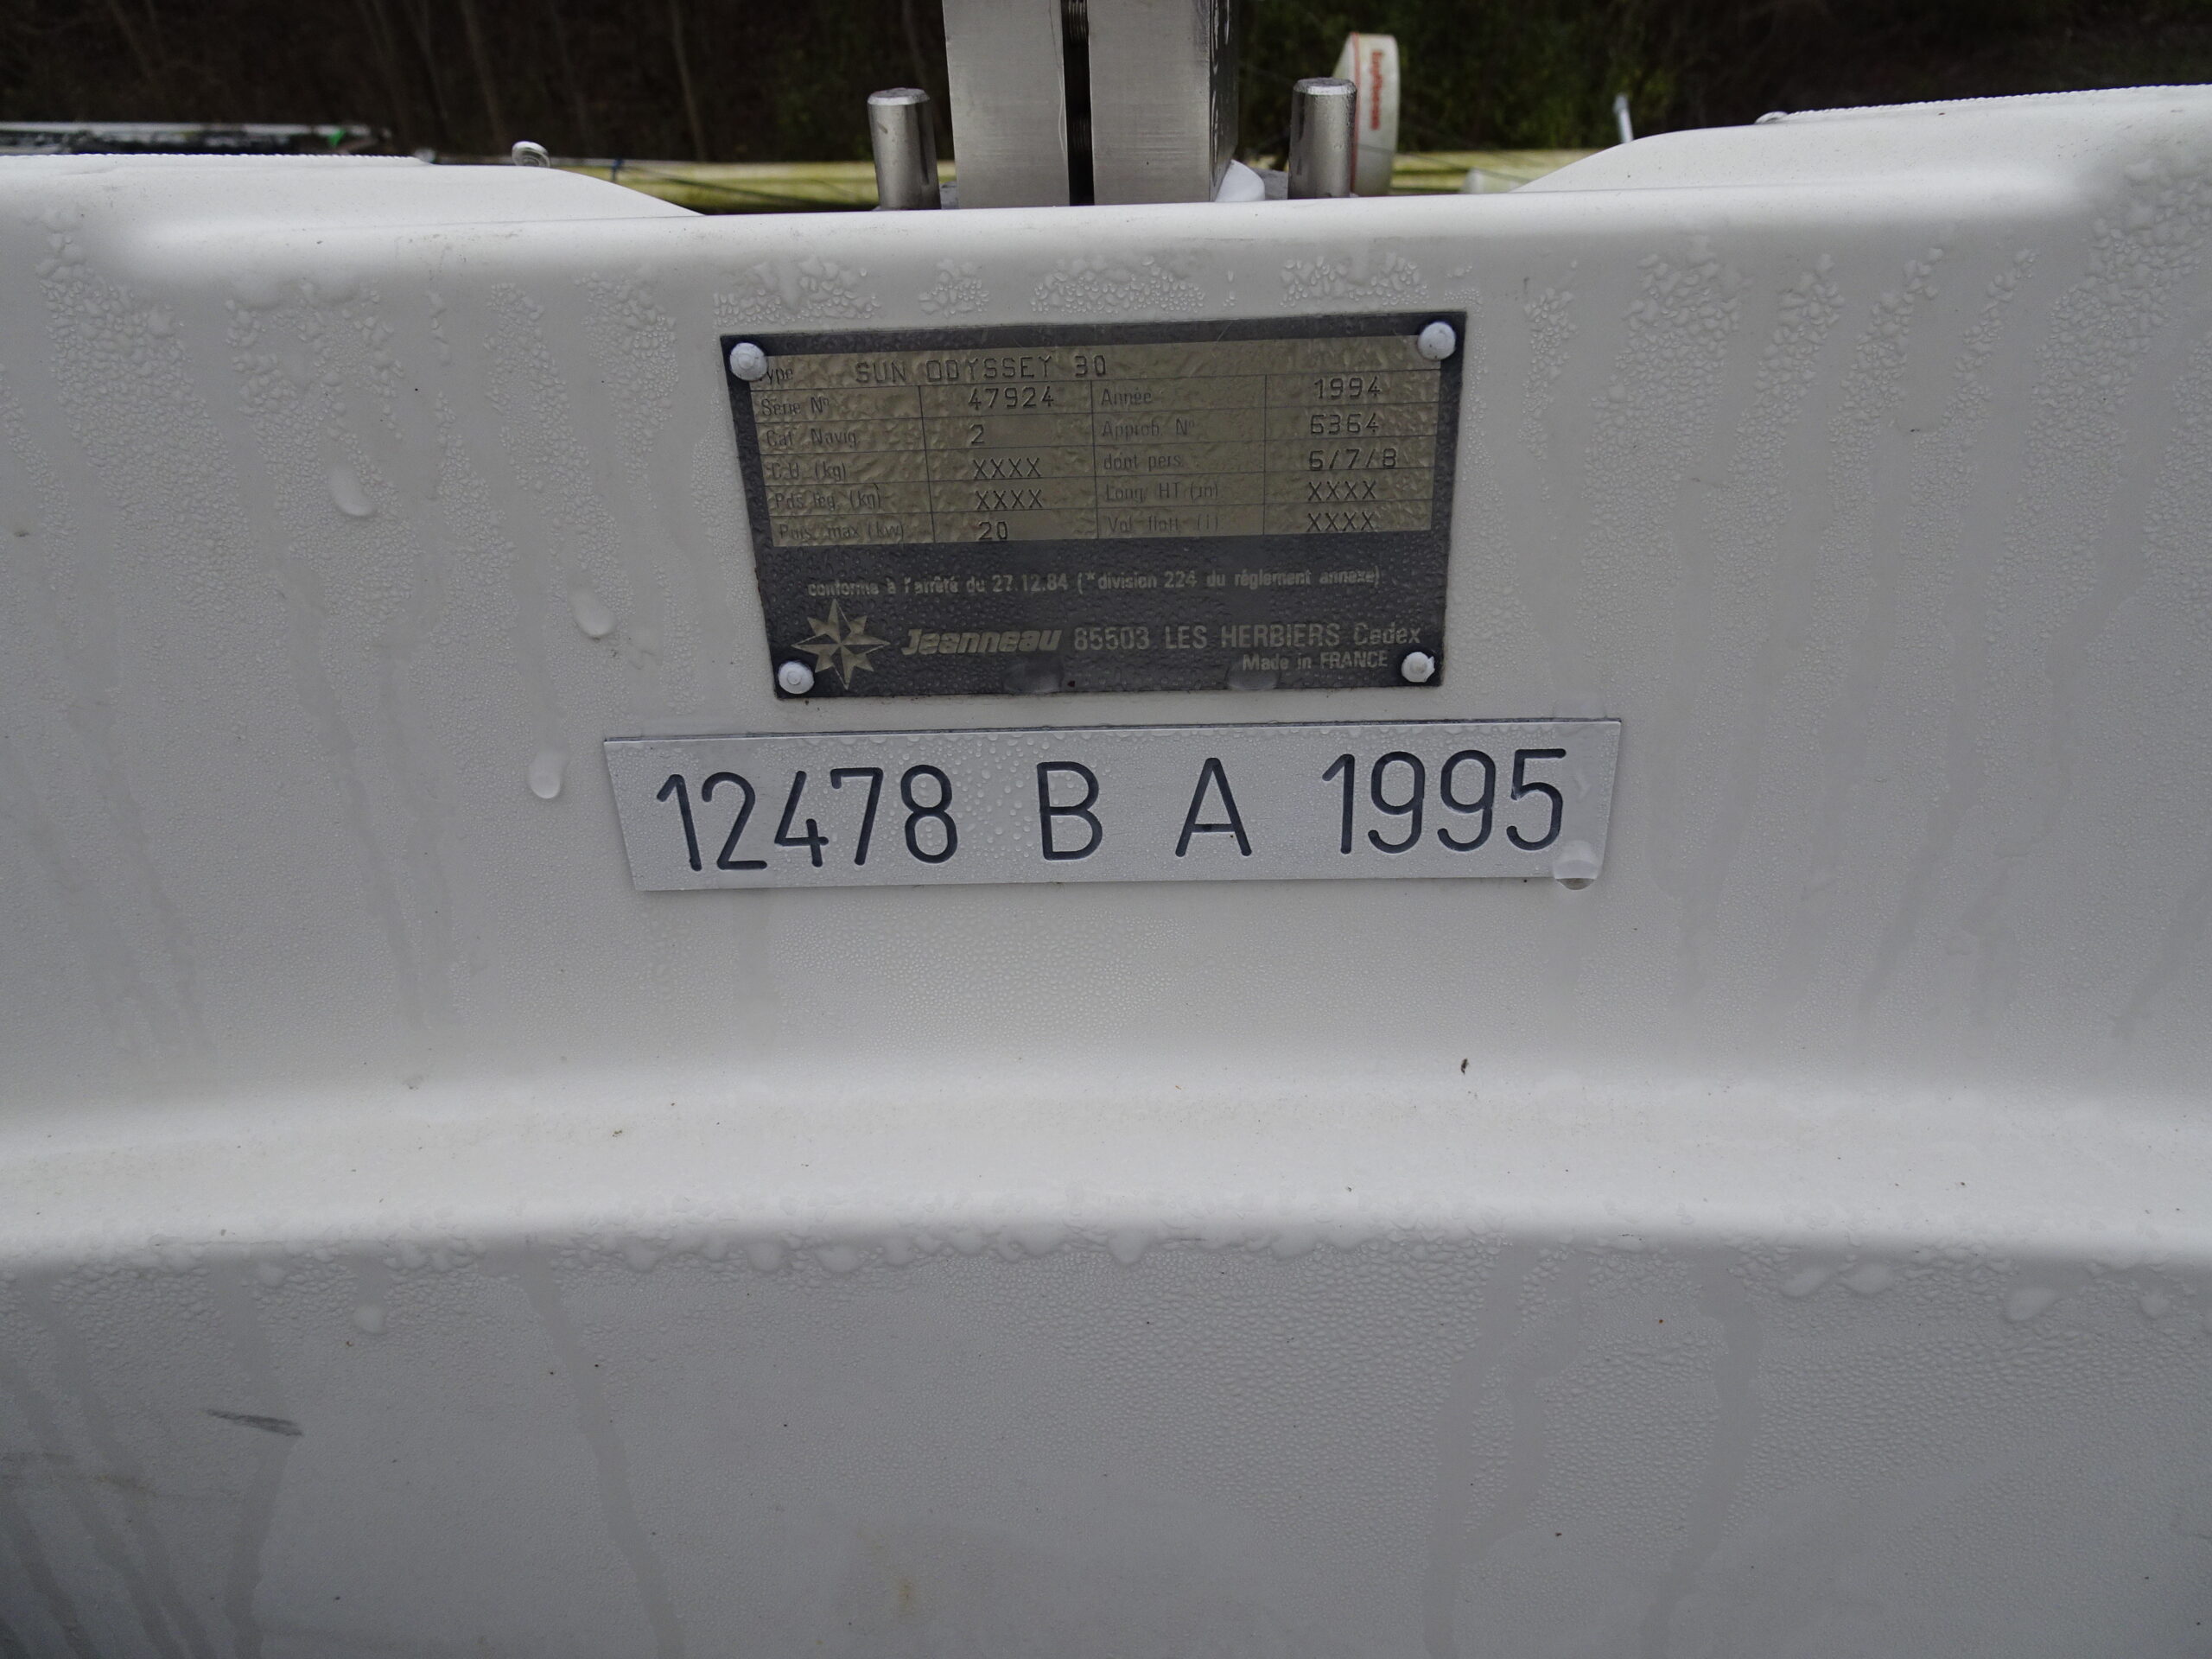 Type SUN ODYSSEY 30
Série N° 47924 Année 1994
Cat. Navig 2 Approb. N° 6364
C.U. (kg) XXXX dont pers. 6/7/8
Pds lég. (kg) XXXX Long. HT (m) XXXX
Puis. max (kw) 20 Vol. flott. (l) XXXX
conforme à l'arrêté du 27.12.84 (*division 224 du réglement annexe)
Jeanneau 85503 LES HERBIERS Cedex
Made in FRANCE
12478 B A 1995